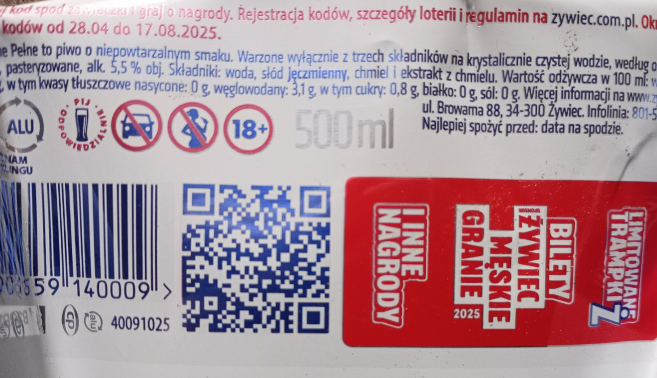 kod spod zawleczki i graj o nagrody. Rejestracja kodów, szczegóły loterii i regulamin na zywiec.com.pl.
kodów od 28.04 do 17.08.2025.
Pełne to piwo o niepowtarzalnym smaku. Warzone wyłącznie z trzech składników na krystalicznie czystej wodzie, według
pasteryzowane, alk. 5,5% obj. Składniki: woda, słód jęczmienny, chmiel i ekstrakt z chmielu. Wartość odżywcza w 100 ml:
w tym kwasy tłuszczowe nasycone: 0 g, węglowodany: 3,1 g, w tym cukry: 0,8 g, białko: 0 g, sól: 0 g. Więcej informacji na
ul. Browarna 88, 34-300 Żywiec. Infolinia: 801-
Najlepiej spożyć przed: data na spodzie.
ALU
PIJ ODPOWIEDZIALNIE
18+
500ml
659 140009 >
alu
40091025
I INNE
NAGRODY
BILETY
ŻYWIEC
MĘSKIE
GRANIE
2025
LIMITOWANE
TRAMPKI
Ż